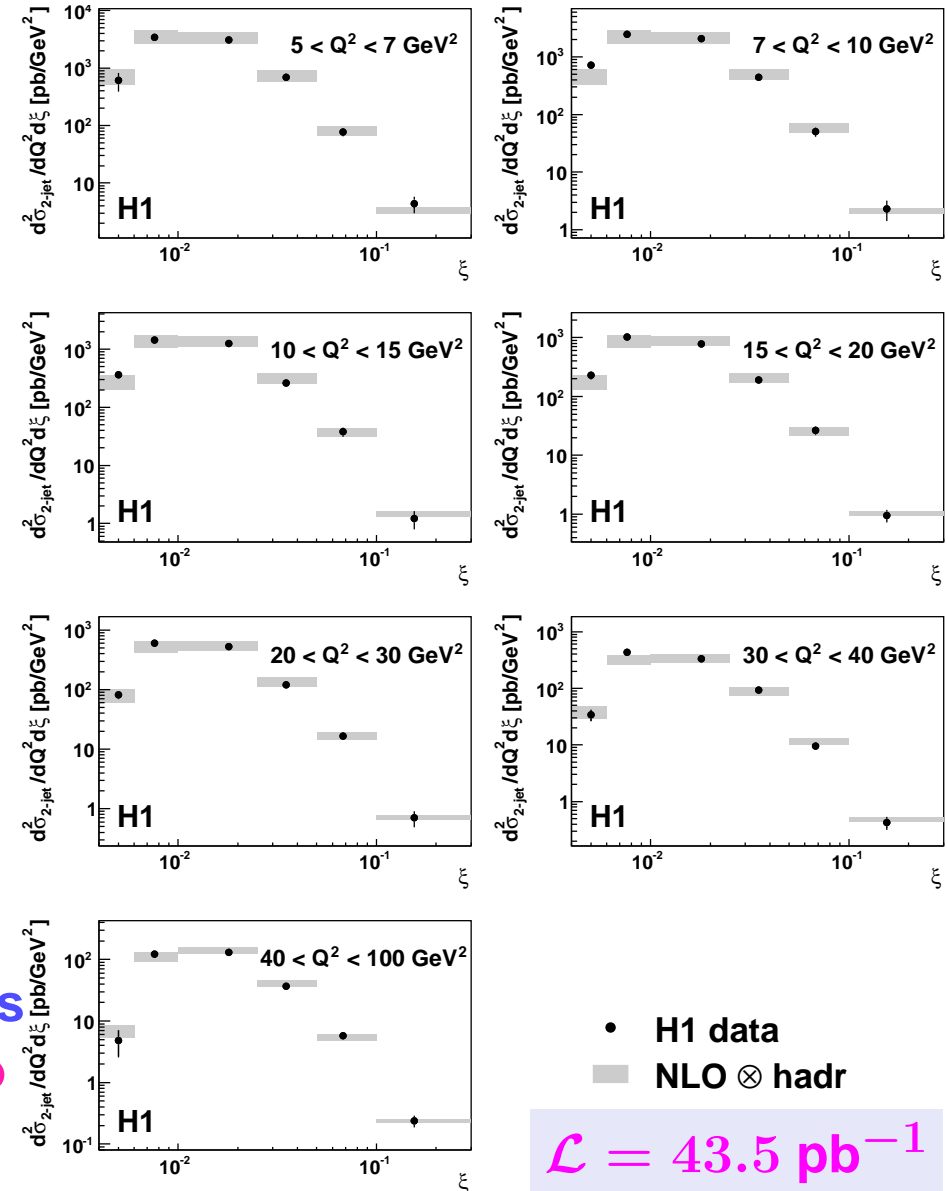 d²σ₂₋ⱼₑₜ/dQ²dξ [pb/GeV²]
10⁴
10³
10²
10
5 < Q² < 7 GeV²
H1
10⁻²
10⁻¹
ξ
d²σ₂₋ⱼₑₜ/dQ²dξ [pb/GeV²]
10³
10²
10
1
7 < Q² < 10 GeV²
H1
10⁻²
10⁻¹
ξ
d²σ₂₋ⱼₑₜ/dQ²dξ [pb/GeV²]
10³
10²
10
1
10 < Q² < 15 GeV²
H1
10⁻²
10⁻¹
ξ
d²σ₂₋ⱼₑₜ/dQ²dξ [pb/GeV²]
10³
10²
10
1
15 < Q² < 20 GeV²
H1
10⁻²
10⁻¹
ξ
d²σ₂₋ⱼₑₜ/dQ²dξ [pb/GeV²]
10³
10²
10
1
20 < Q² < 30 GeV²
H1
10⁻²
10⁻¹
ξ
d²σ₂₋ⱼₑₜ/dQ²dξ [pb/GeV²]
10³
10²
10
1
30 < Q² < 40 GeV²
H1
10⁻²
10⁻¹
ξ
d²σ₂₋ⱼₑₜ/dQ²dξ [pb/GeV²]
10²
10
1
10⁻¹
40 < Q² < 100 GeV²
H1
10⁻²
10⁻¹
ξ
H1 data
NLO ⊗ hadr
ℒ = 43.5 pb⁻¹